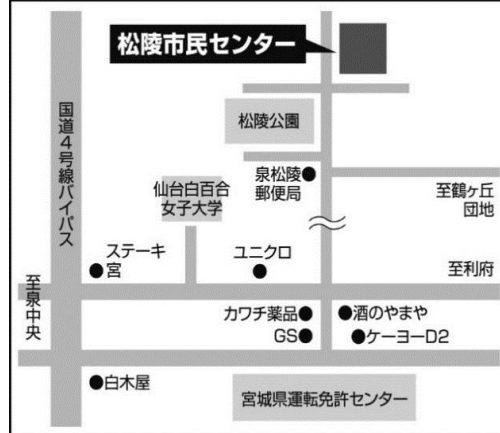 松陵市民センター
国道4号線バイパス
松陵公園
泉松陵
郵便局
仙台白百合
女子大学
至鶴ヶ丘
団地
ステーキ
宮
ユニクロ
至利府
至泉中央
カワチ薬品
酒のやまや
GS
ケーヨーD2
白木屋
宮城県運転免許センター